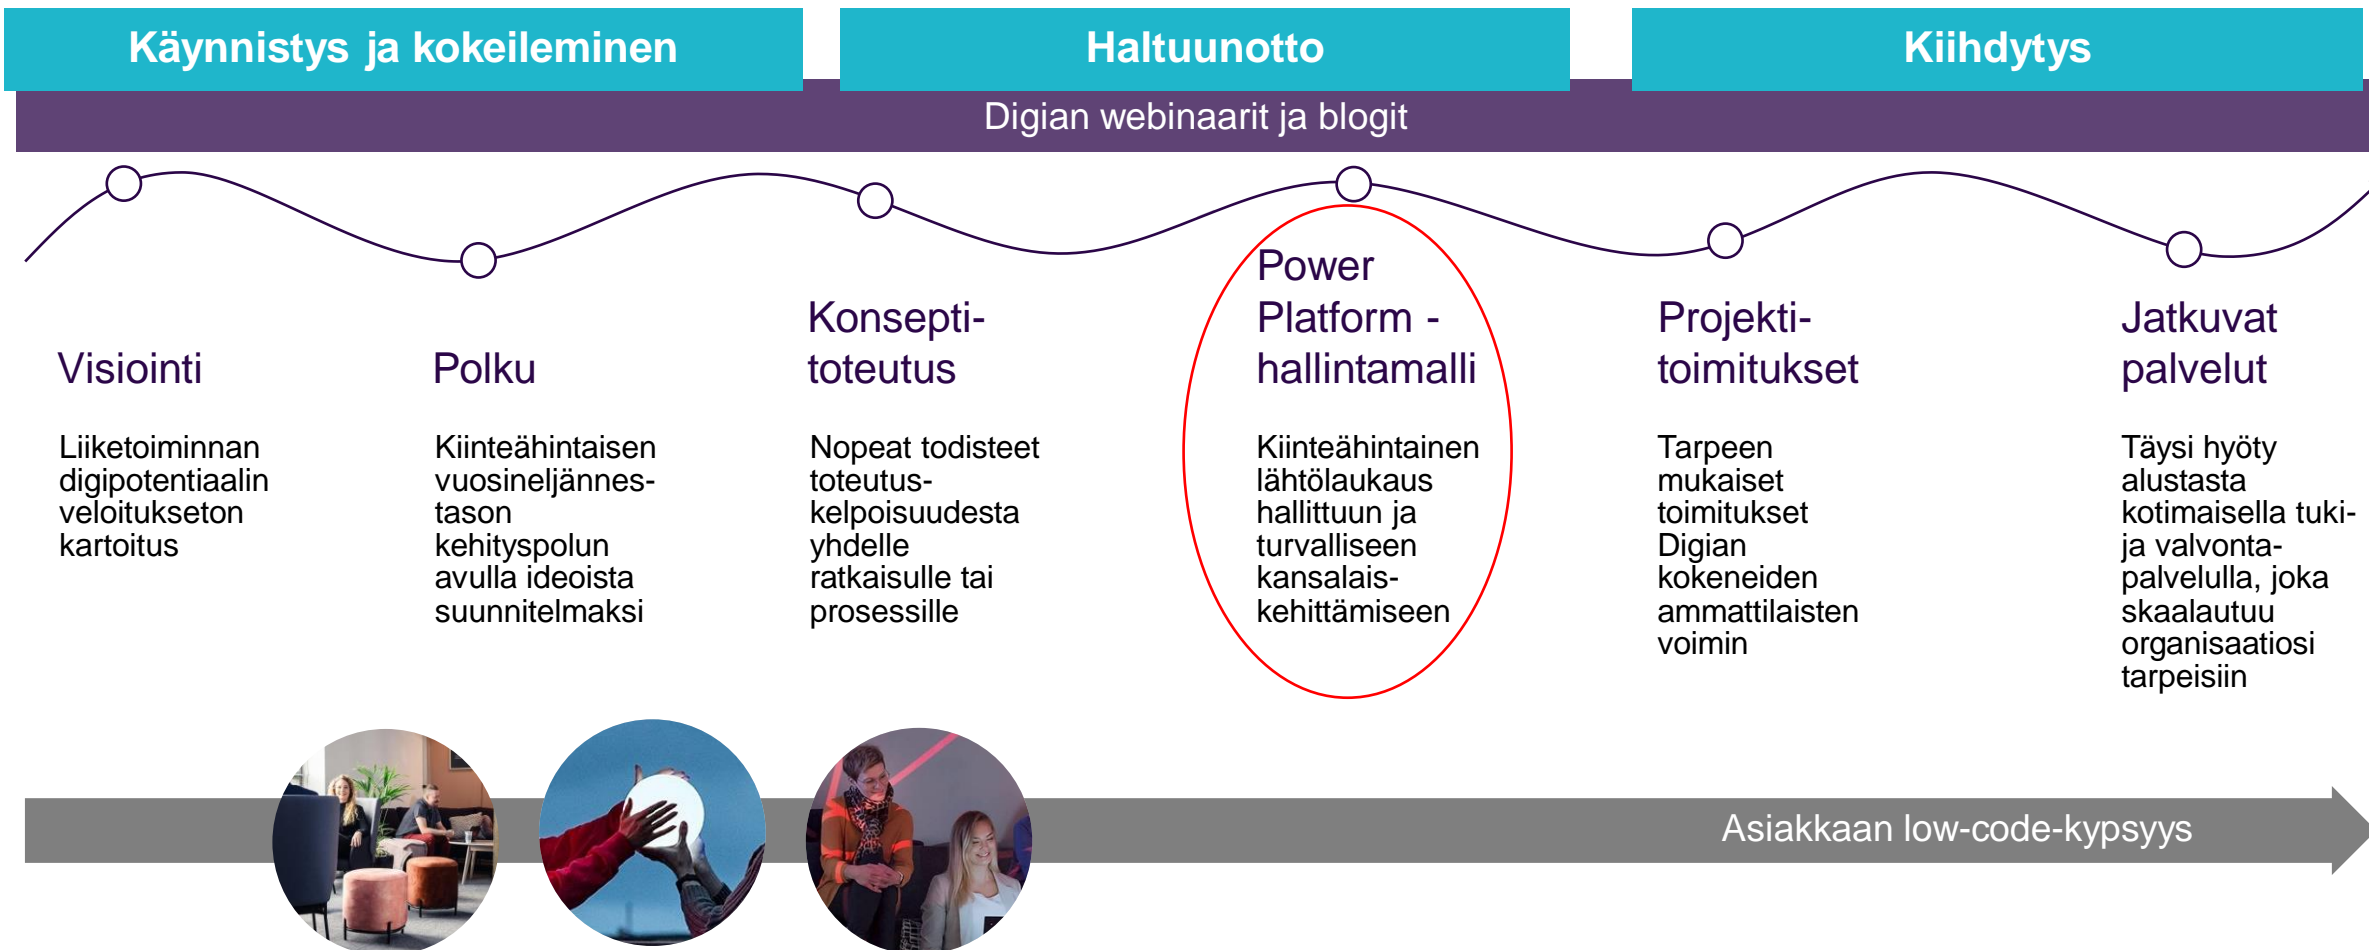 Käynnistys ja kokeileminen
Haltuunotto
Kiihdytys
Digian webinaarit ja blogit
Visiointi
Liiketoiminnan
digipotentiaalin
veloitukseton
kartoitus
Polku
Kiinteähintaisen
vuosineljännes-
tason
kehityspolun
avulla ideoista
suunnitelmaksi
Konsepti-
toteutus
Nopeat todisteet
toteutus-
kelpoisuudesta
yhdelle
ratkaisulle tai
prosessille
Power
Platform -
hallintamalli
Kiinteähintainen
lähtölaukaus
hallittuun ja
turvalliseen
kansalais-
kehittämiseen
Projekti-
toimitukset
Tarpeen
mukaiset
toimitukset
Digian
kokeneiden
ammattilaisten
voimin
Jatkuvat
palvelut
Täysi hyöty
alustasta
kotimaisella tuki-
ja valvonta-
palvelulla, joka
skaalautuu
organisaatiosi
tarpeisiin
Asiakkaan low-code-kypsyys